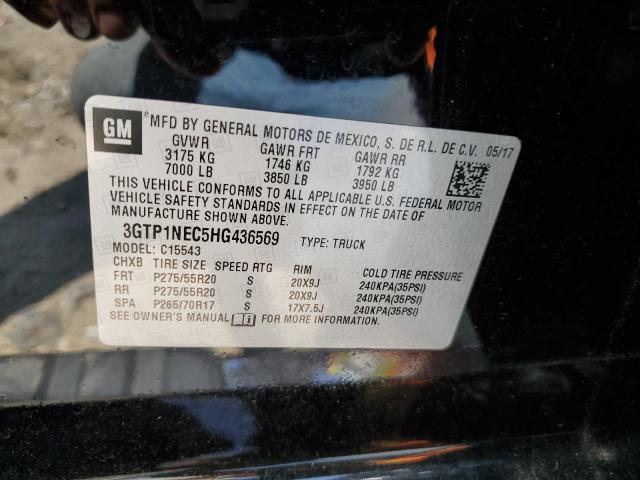 GM
®MFD BY GENERAL MOTORS DE MEXICO, S. DE R.L. DE C.V. 05/17
GVWR GAWR FRT GAWR RR
3175 KG 1746 KG 1792 KG
7000 LB 3850 LB 3950 LB
THIS VEHICLE CONFORMS TO ALL APPLICABLE U.S. FEDERAL MOTOR
VEHICLE SAFETY STANDARDS IN EFFECT ON THE DATE OF
MANUFACTURE SHOWN ABOVE.
3GTP1NEC5HG436569 TYPE: TRUCK
MODEL: C15543
CHXB TIRE SIZE SPEED RTG RIM COLD TIRE PRESSURE
FRT P275/55R20 S 20X9J 240KPA(35PSI)
RR P275/55R20 S 20X9J 240KPA(35PSI)
SPA P265/70R17 S 17X7.5J 240KPA(35PSI)
SEE OWNER'S MANUAL FOR MORE INFORMATION.